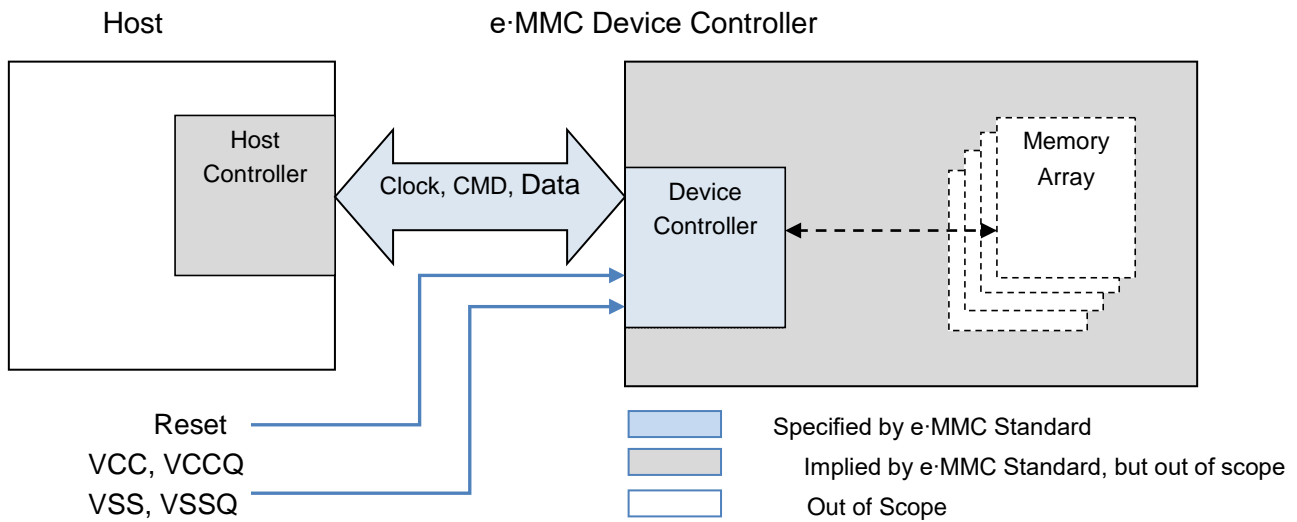 Host
e·MMC Device Controller
Host
Controller
Clock, CMD, Data
Device
Controller
Memory
Array
Reset
VCC, VCCQ
VSS, VSSQ
Specified by e·MMC Standard
Implied by e·MMC Standard, but out of scope
Out of Scope